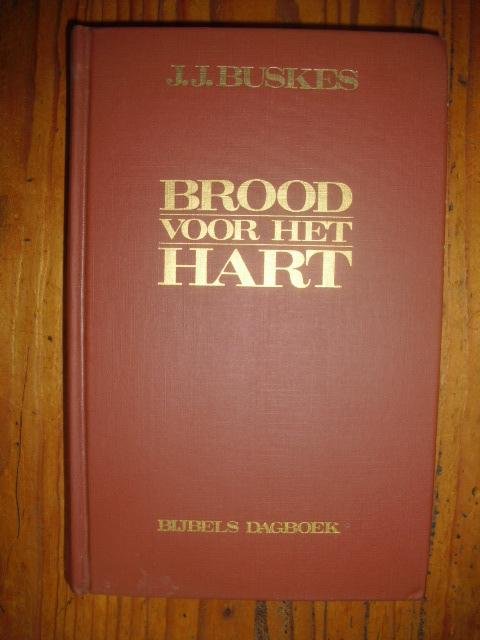 J.J. BUSKES
BROOD
VOOR HET
HART
BIJBELS DAGBOEK